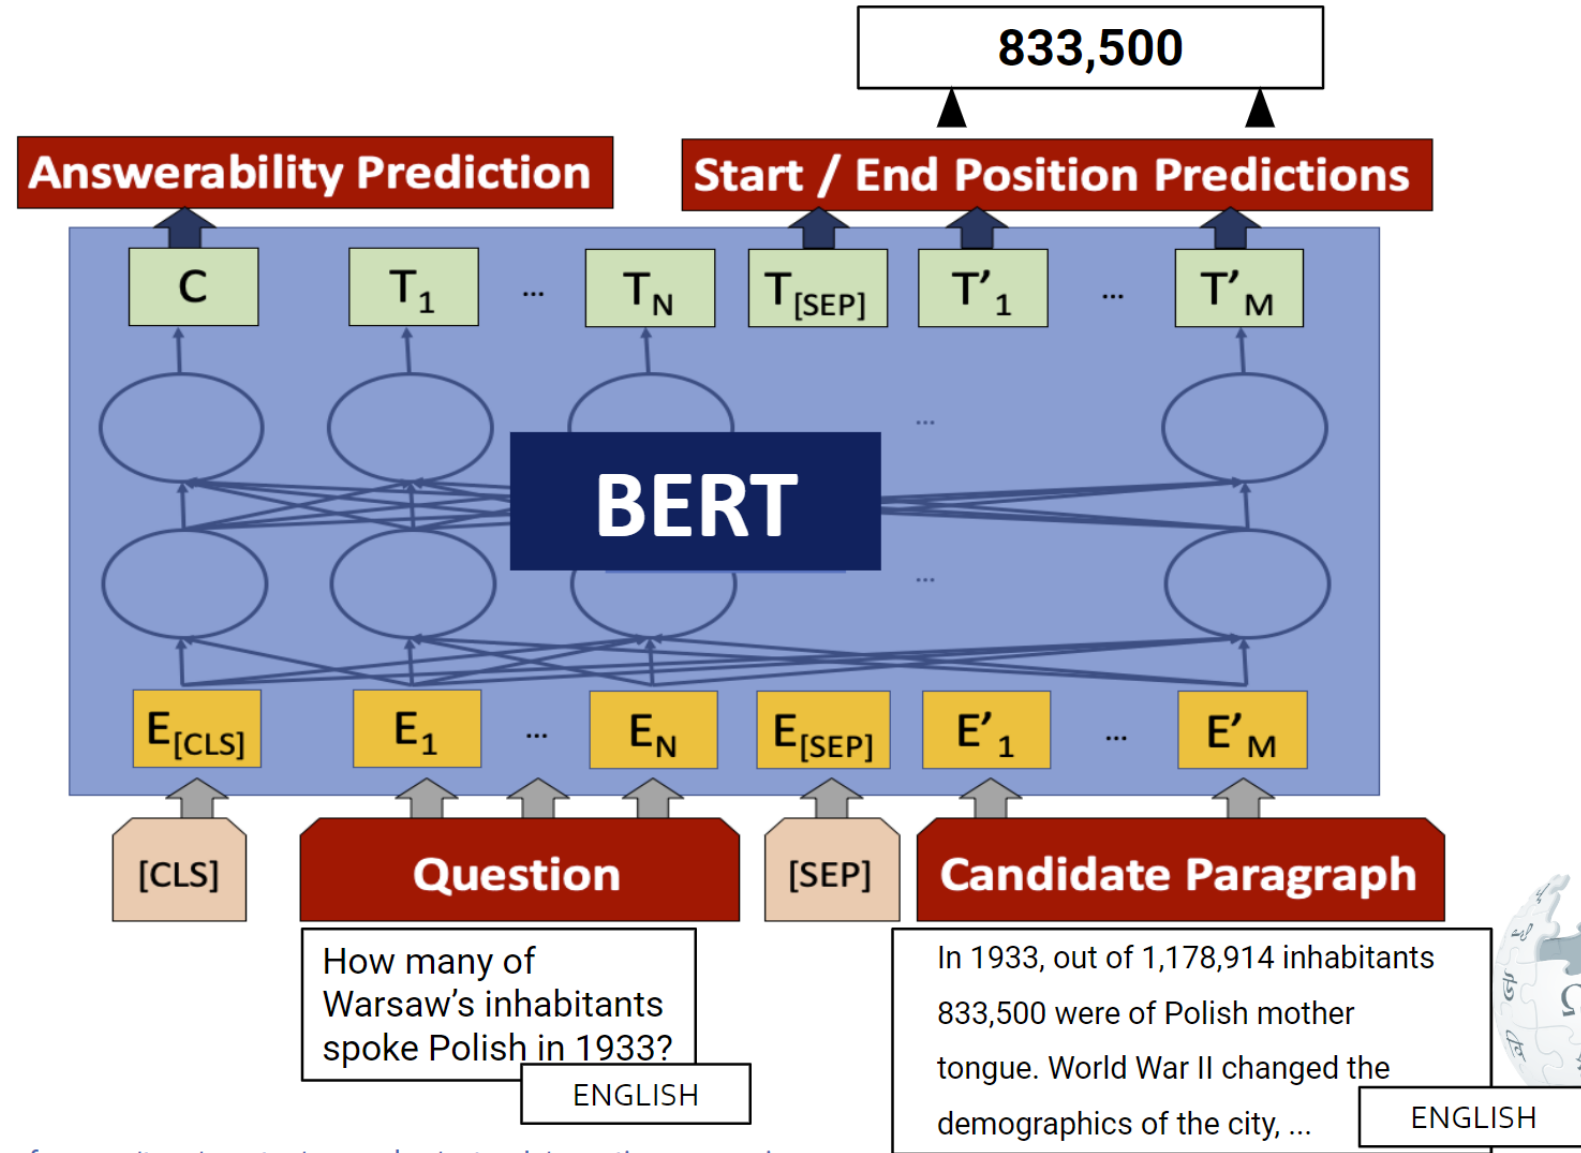 833,500
Answerability Prediction
Start / End Position Predictions
C
T1
...
TN
T[SEP]
T'1
...
T'M
...
BERT
...
E[CLS]
E1
...
EN
E[SEP]
E'1
...
E'M
[CLS]
Question
[SEP]
Candidate Paragraph
How many of
Warsaw's inhabitants
spoke Polish in 1933?
ENGLISH
In 1933, out of 1,178,914 inhabitants
833,500 were of Polish mother
tongue. World War II changed the
demographics of the city, ...
ENGLISH
Ω